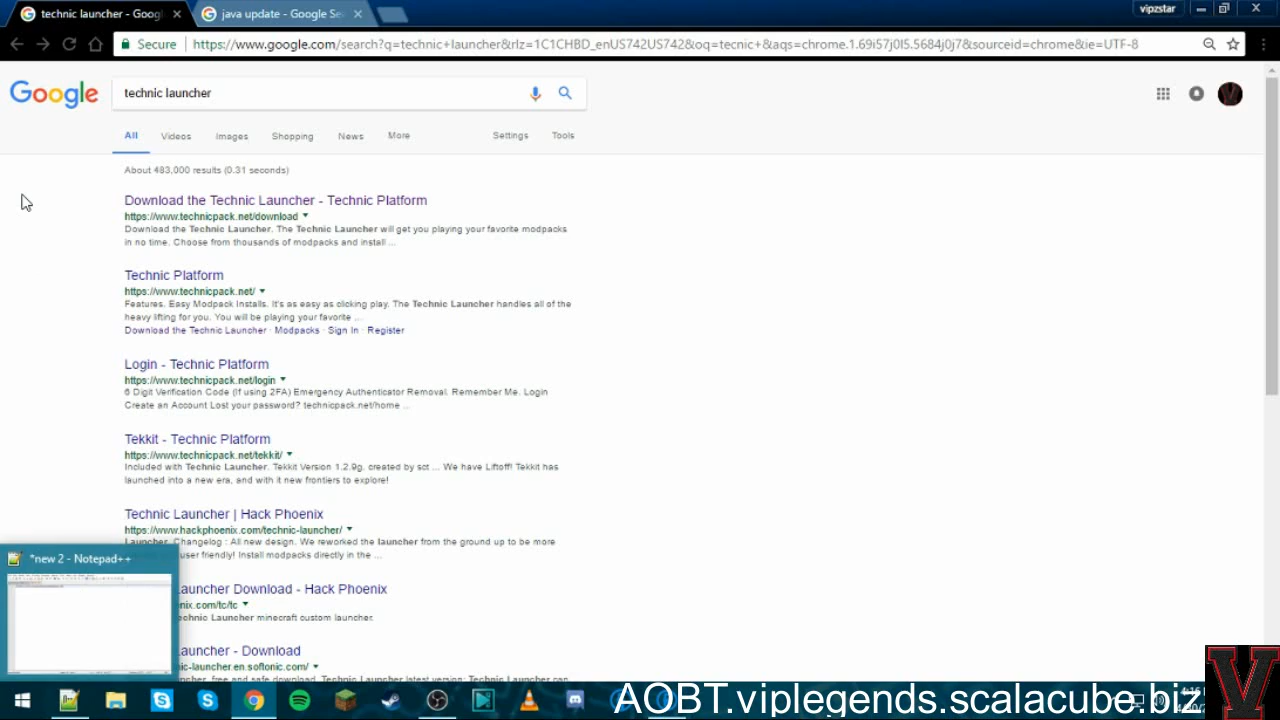 technic launcher - Goog
java update - Google Se
vipzstar
Secure
https://www.google.com/search?q=technic+launcher&rlz=1C1CHBD_enUS742US742&oq=tecnic+&aqs=chrome.1.69i57j0l5.5684j0j7&sourceid=chrome&ie=UTF-8
Google
technic launcher
All
Videos
Images
Shopping
News
More
Settings
Tools
About 483,000 results (0.31 seconds)
Download the Technic Launcher - Technic Platform
https://www.technicpack.net/download
Download the Technic Launcher. The Technic Launcher will get you playing your favorite modpacks
in no time. Choose from thousands of modpacks and install ...
Technic Platform
https://www.technicpack.net/
Features. Easy Modpack Installs. It's as easy as clicking play. The Technic Launcher handles all of the
heavy lifting for you. You will be playing your favorite ...
Download the Technic Launcher · Modpacks · Sign In · Register
Login - Technic Platform
https://www.technicpack.net/login
6 Digit Verification Code (If using 2FA) Emergency Authenticator Removal. Remember Me. Login
Create an Account Lost your password? technicpack.net/home ...
Tekkit - Technic Platform
https://www.technicpack.net/tekkit/
Included with Technic Launcher. Tekkit Version 1.2.9g. created by sct ... We have Liftoff! Tekkit has
launched into a new era, and with it new frontiers to explore!
Technic Launcher | Hack Phoenix
https://www.hackphoenix.com/technic-launcher/
Launcher. Changelog : All new design. We reworked the launcher from the ground up to be more
user friendly! Install modpacks directly in the ...
*new 2 - Notepad++
auncher Download - Hack Phoenix
enix.com/tc/tc
echnic Launcher minecraft custom launcher.
auncher - Download
nic-launcher.en.softonic.com/
AOBT.viplegends.scalacube.biz
V